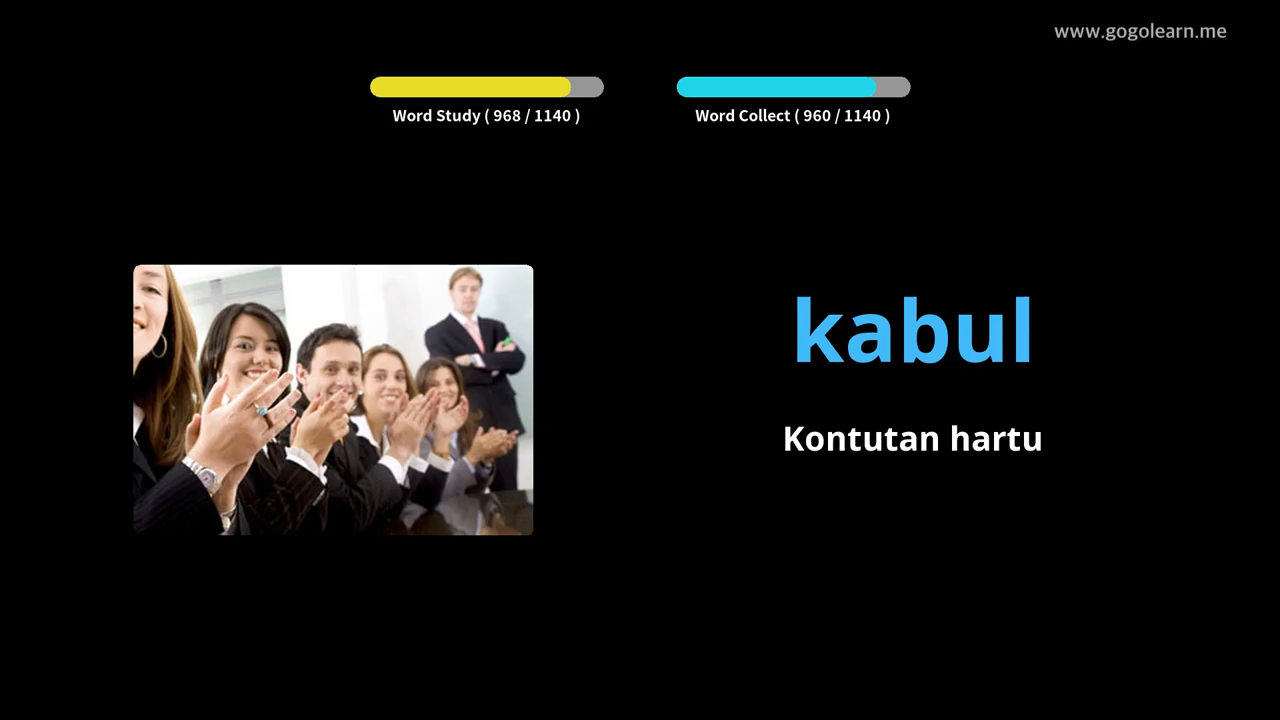 www.gogolearn.me
Word Study ( 968 / 1140 )
Word Collect ( 960 / 1140 )
kabul
Kontutan hartu